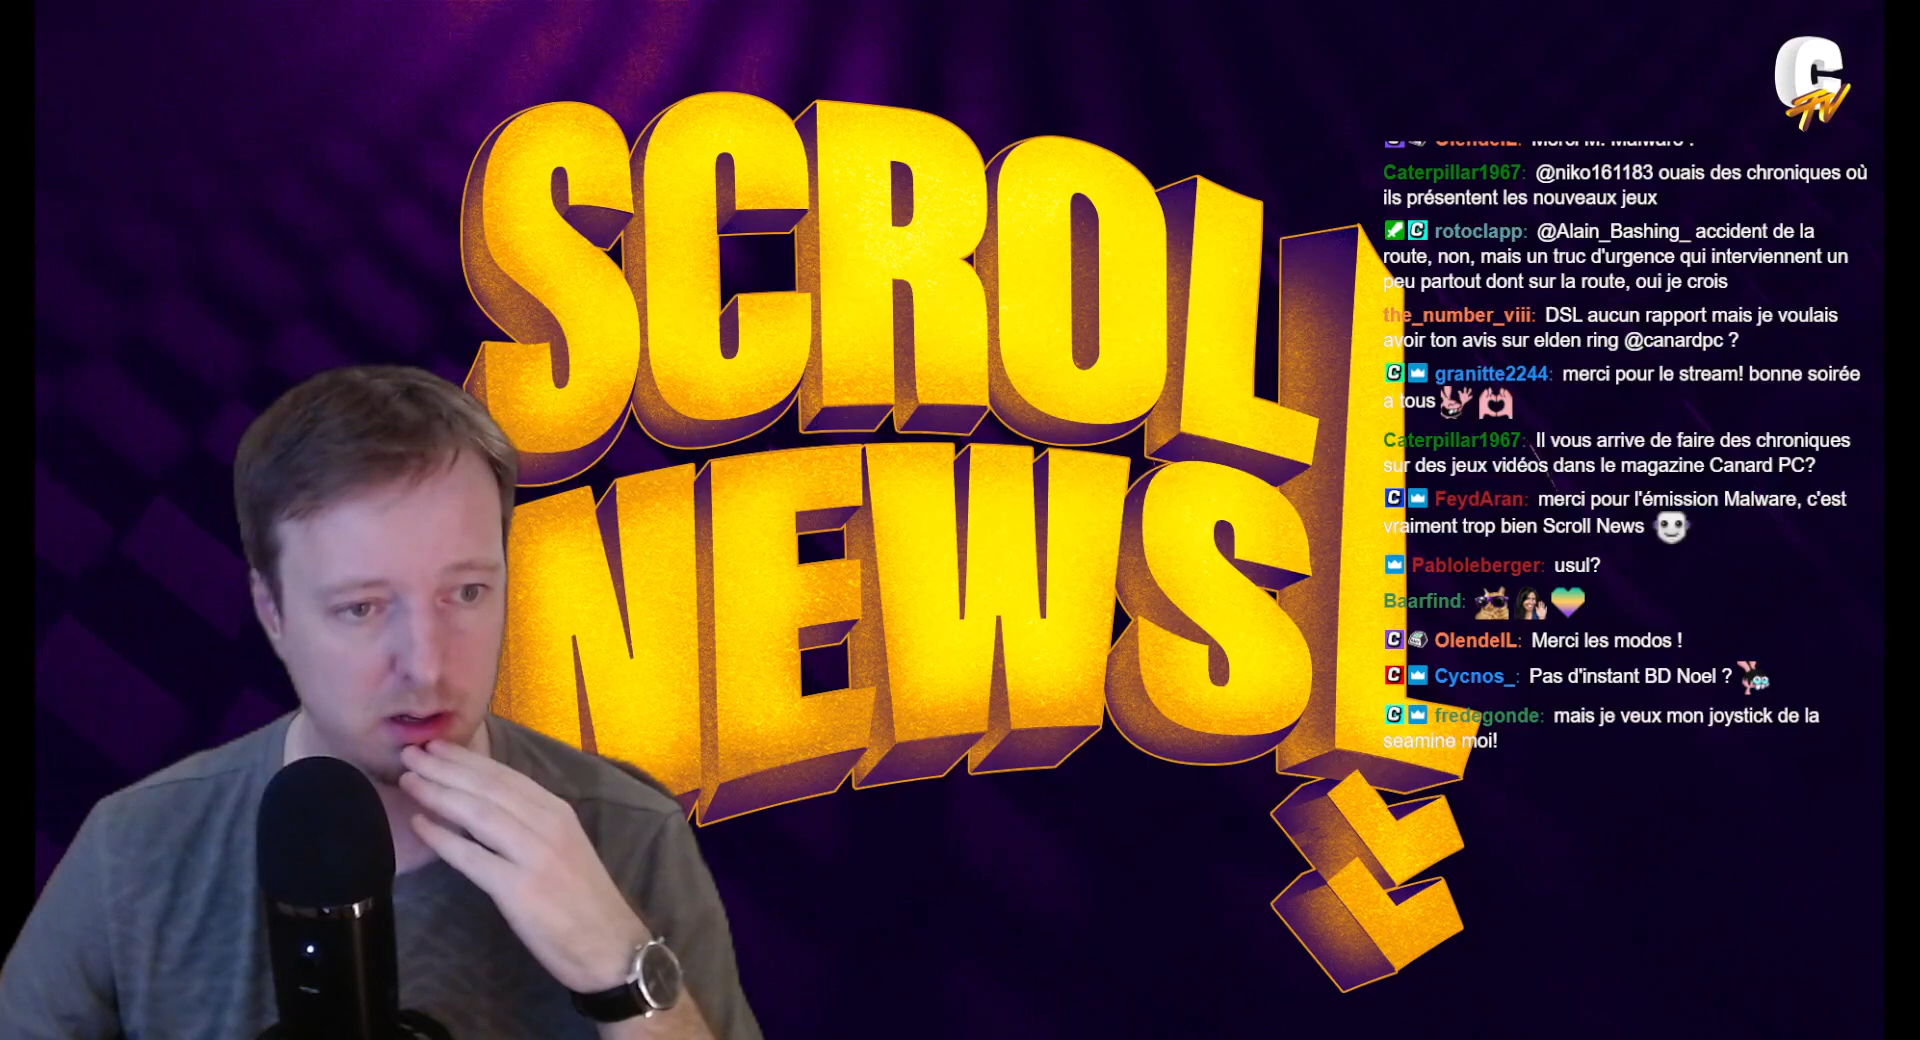 SCROLL
NEWS
C
TV
OlendelL: Merci M. Malware !
Caterpillar1967: @niko161183 ouais des chroniques où
ils présentent les nouveaux jeux
C rotoclapp: @Alain_Bashing_ accident de la
route, non, mais un truc d'urgence qui interviennent un
peu partout dont sur la route, oui je crois
the_number_viii: DSL aucun rapport mais je voulais
avoir ton avis sur elden ring @canardpc ?
C granitte2244: merci pour le stream! bonne soirée
a tous
Caterpillar1967: Il vous arrive de faire des chroniques
sur des jeux vidéos dans le magazine Canard PC?
C FeydAran: merci pour l'émission Malware, c'est
vraiment trop bien Scroll News
Pabloleberger: usul?
Baarfind:
C OlendelL: Merci les modos !
C Cycnos_: Pas d'instant BD Noel ?
C fredegonde: mais je veux mon joystick de la
seamine moi!